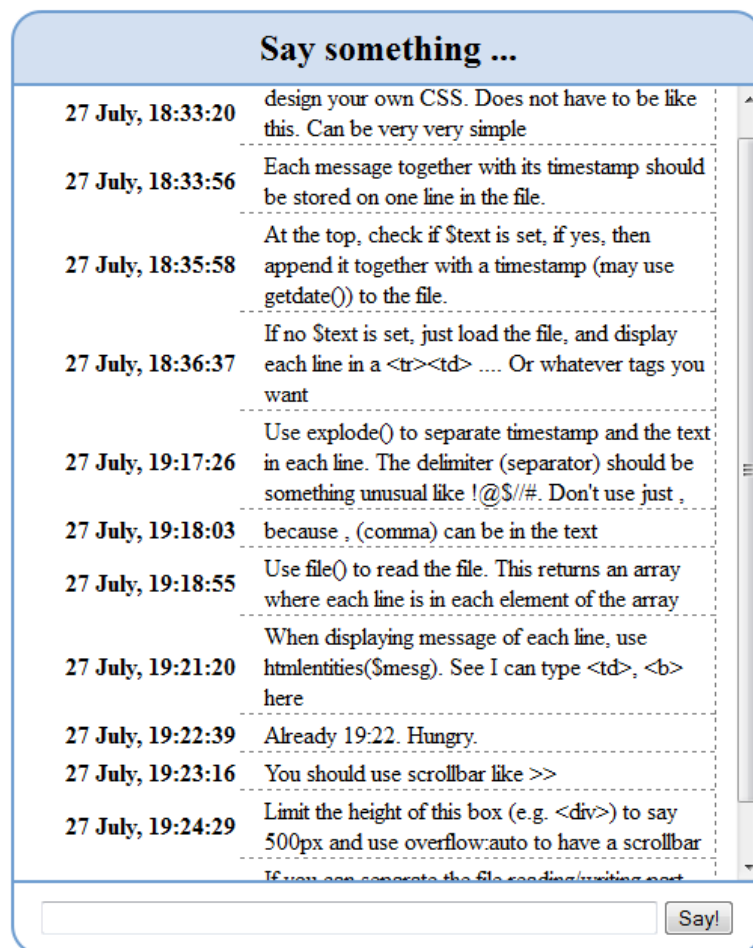 Say something ...
design your own CSS. Does not have to be like
27 July, 18:33:20
this. Can be very very simple
Each message together with its timestamp should
27 July, 18:33:56
be stored on one line in the file.
At the top, check if $text is set, if yes, then
27 July, 18:35:58
append it together with a timestamp (may use
getdate()) to the file.
If no $text is set, just load the file, and display
27 July, 18:36:37
each line in a <tr><td> .... Or whatever tags you
want
Use explode() to separate timestamp and the text
27 July, 19:17:26
in each line. The delimiter (separator) should be
something unusual like !@$//#. Don't use just ,
27 July, 19:18:03
because , (comma) can be in the text
Use file() to read the file. This returns an array
27 July, 19:18:55
where each line is in each element of the array
When displaying message of each line, use
27 July, 19:21:20
htmlentities($mesg). See I can type <td>, <b>
here
27 July, 19:22:39
Already 19:22. Hungry.
27 July, 19:23:16
You should use scrollbar like >>
Limit the height of this box (e.g. <div>) to say
27 July, 19:24:29
500px and use overflow:auto to have a scrollbar
If you can separate the file reading/writing part
Say!